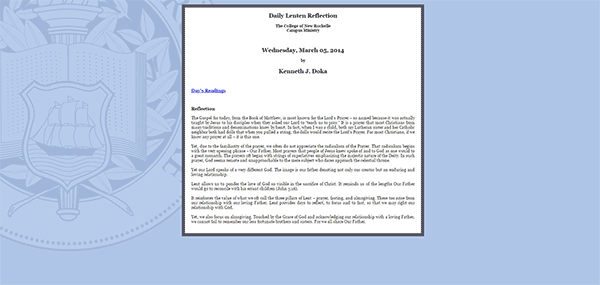 Daily Lenten Reflection
The College of New Rochelle
Campus Ministry
Wednesday, March 05, 2014
by
Kenneth J. Doka
Day's Readings
Reflection
The Gospel for today, from the Book of Matthew, is most known for the Lord's Prayer – so named because it was actually
taught by Jesus to his disciples when they asked our Lord to "teach us to pray." It is a prayer that most Christians from
many traditions and denominations know by heart. In fact, when I was a child, both my Lutheran sister and her Catholic
neighbor both had dolls that when you pulled a string, the dolls would recite the Lord's Prayer. For most Christians, if we
know any prayer at all – it is this one.
Yet, due to the familiarity of the prayer, we often do not appreciate the radicalism of the Prayer. That radicalism begins
with the very opening phrase – Our Father. Most prayers that people of Jesus knew spoke of and to God as one would to
a great monarch. The prayers oft began with strings of superlatives emphasizing the majestic nature of the Deity. In such
prayer, God seems remote and unapproachable to the mere subject who dares approach the celestial throne.
Yet our Lord speaks of a very different God. The image is our father denoting not only our creator but an enduring and
loving relationship.
Lent allows us to ponder the love of God so visible in the sacrifice of Christ. It reminds us of the lengths Our Father
would go to reconcile with his errant children (John 3:16).
It reinforces the value of what we oft call the three pillars of Lent – prayer, fasting, and almsgiving. These too arise from
our relationship with our loving Father. Lent provides days to reflect, to focus and to fast, so that we may right our
relationship with God.
Yet, we also focus on almsgiving. Touched by the Grace of God and acknowledging our relationship with a loving Father,
we cannot fail to remember our less fortunate brothers and sisters. For we all share Our Father.